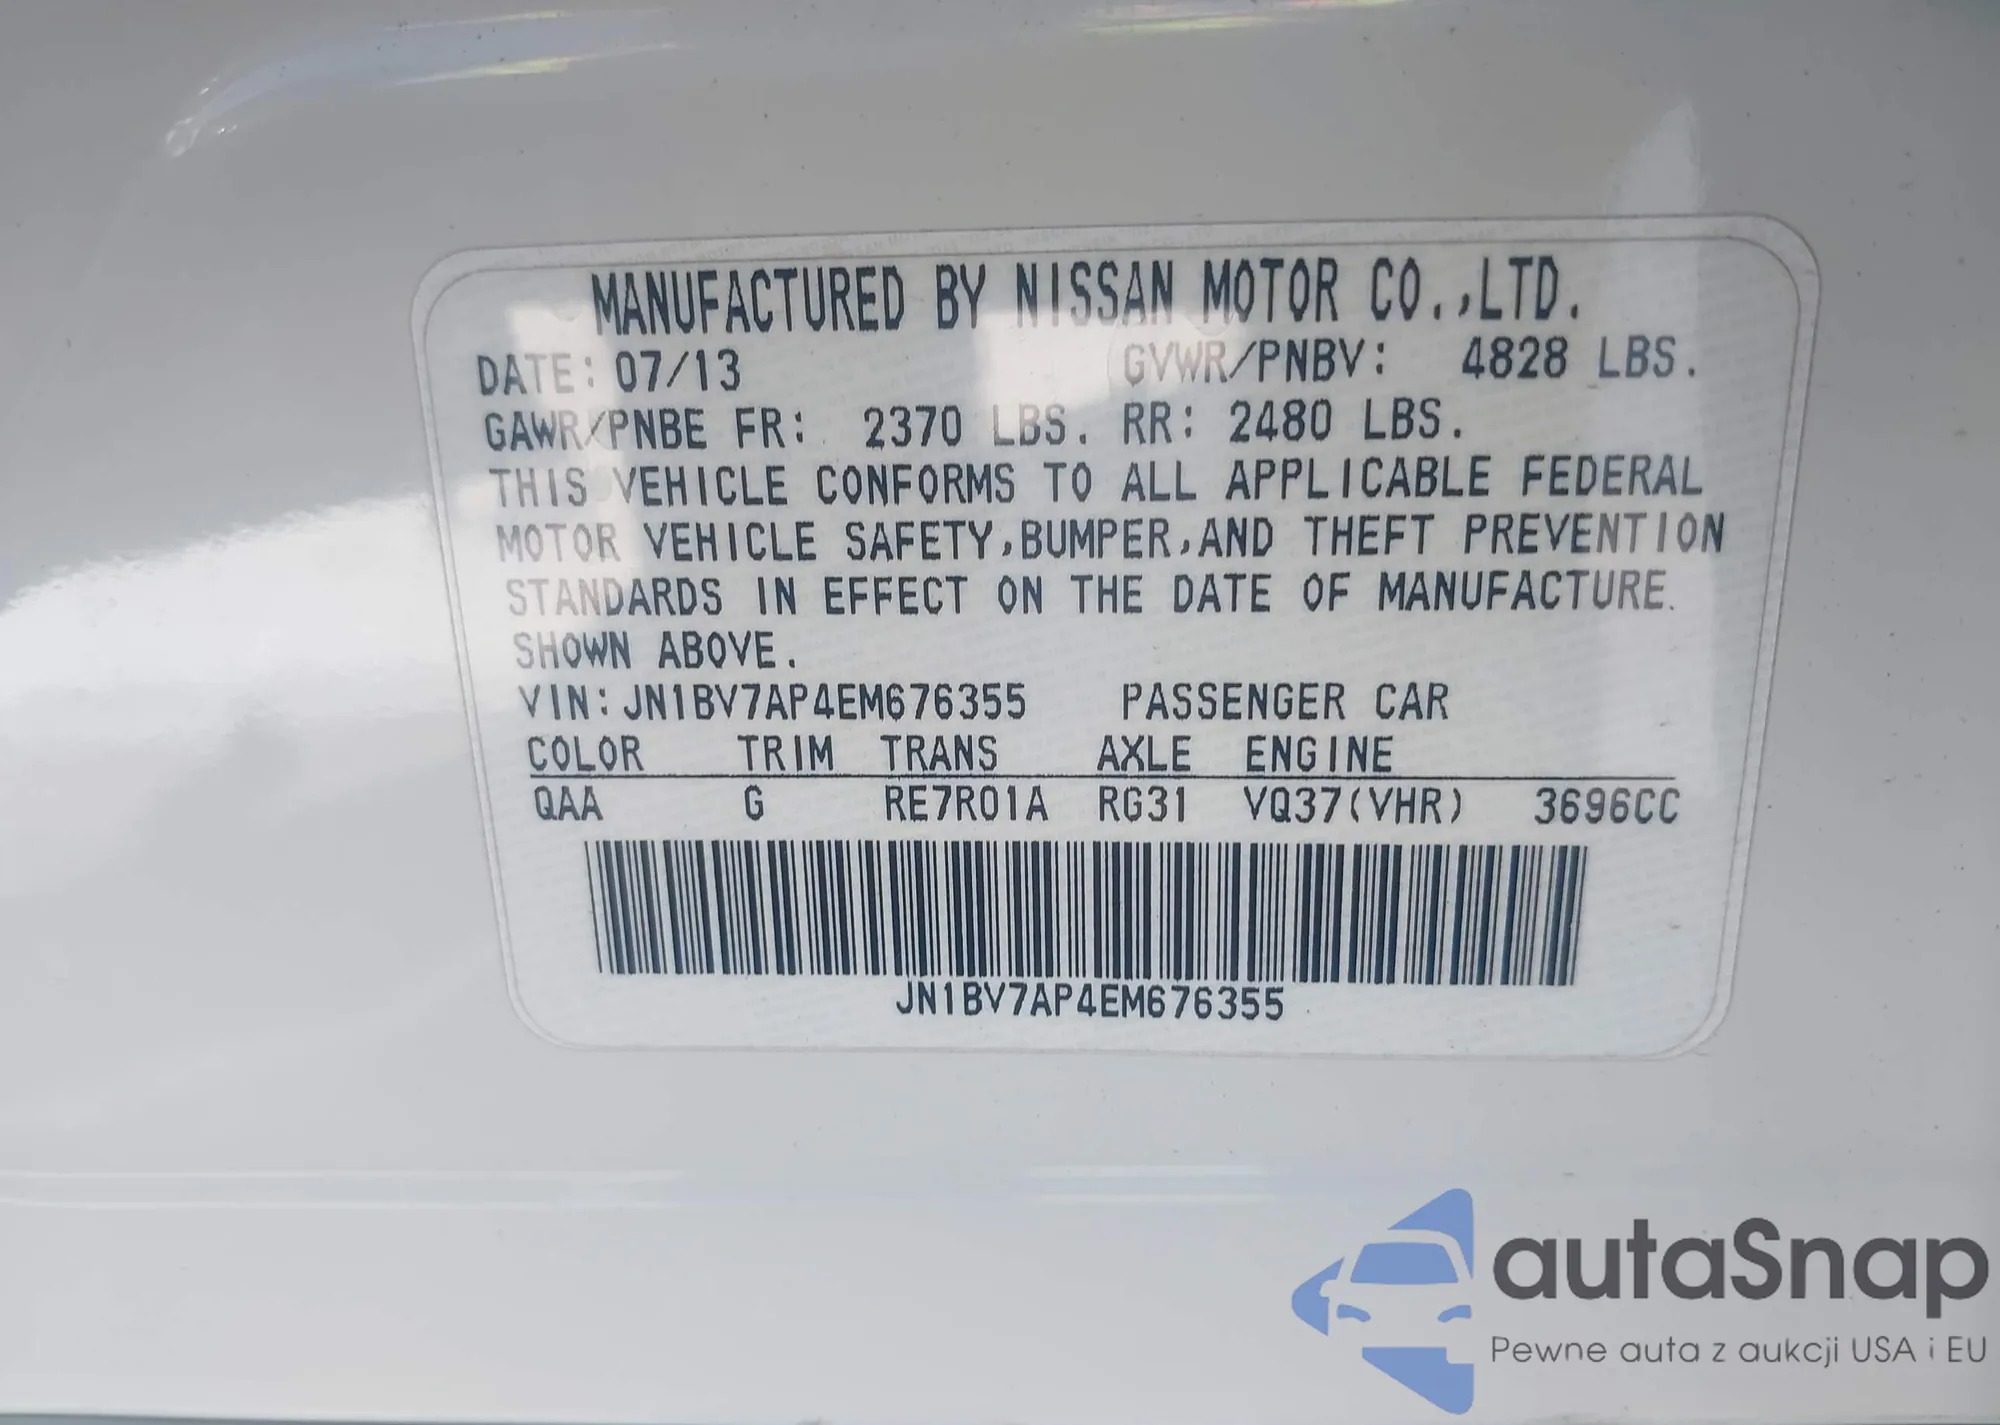 MANUFACTURED BY NISSAN MOTOR CO.,LTD.
DATE: 07/13 GVWR/PNBV: 4828 LBS.
GAWR/PNBE FR: 2370 LBS. RR: 2480 LBS.
THIS VEHICLE CONFORMS TO ALL APPLICABLE FEDERAL
MOTOR VEHICLE SAFETY,BUMPER,AND THEFT PREVENTION
STANDARDS IN EFFECT ON THE DATE OF MANUFACTURE.
SHOWN ABOVE.
VIN:JN1BV7AP4EM676355 PASSENGER CAR
COLOR TRIM TRANS AXLE ENGINE
QAA G RE7R01A RG31 VQ37(VHR) 3696CC
JN1BV7AP4EM676355
autaSnap
Pewne auta z aukcji USA i EU